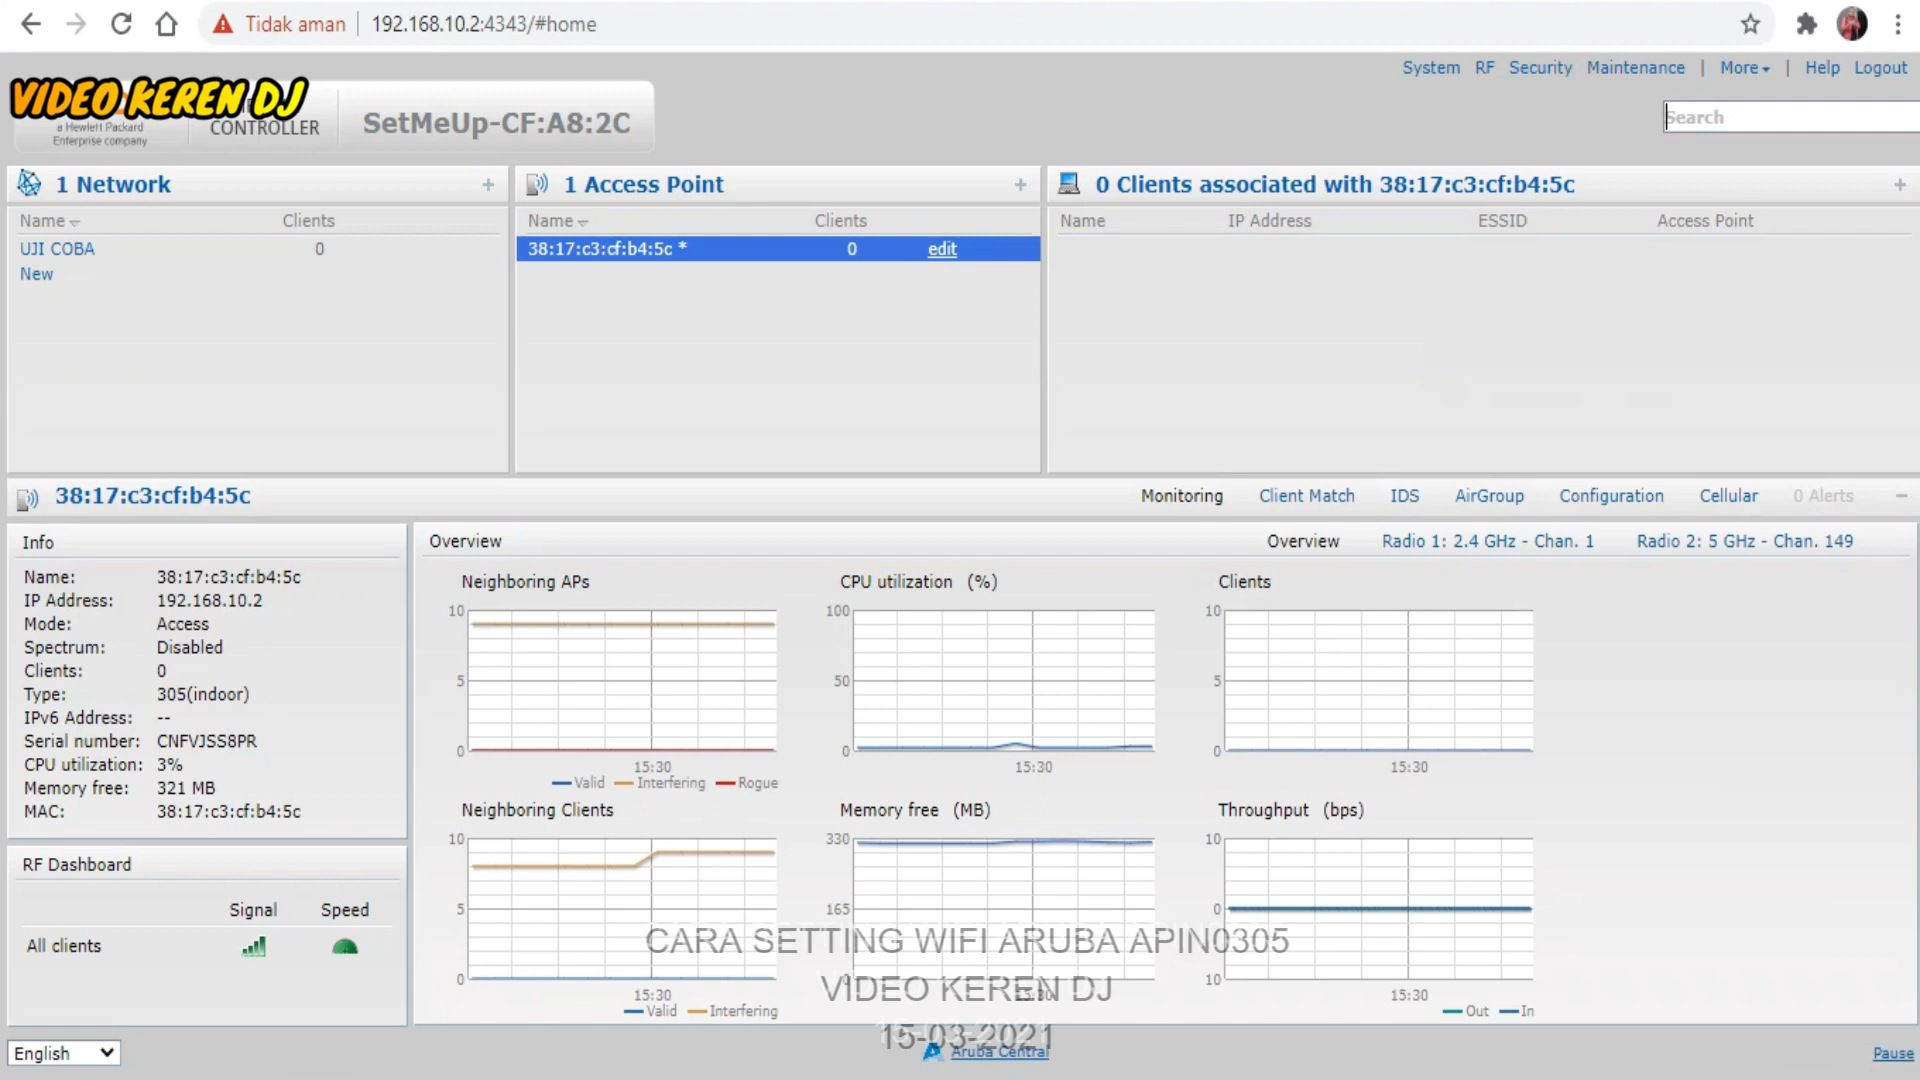 Tidak aman
192.168.10.2:4343/#home
System RF Security Maintenance | More | Help Logout
VIDEO KEREN DJ
a Hewlett Packard
Enterprise company
CONTROLLER
SetMeUp-CF:A8:2C
Search
1 Network +
Name Clients
UJI COBA 0
New
1 Access Point +
Name Clients
38:17:c3:cf:b4:5c * 0 edit
0 Clients associated with 38:17:c3:cf:b4:5c +
Name IP Address ESSID Access Point
38:17:c3:cf:b4:5c
Monitoring Client Match IDS AirGroup Configuration Cellular 0 Alerts
Info
Name: 38:17:c3:cf:b4:5c
IP Address: 192.168.10.2
Mode: Access
Spectrum: Disabled
Clients: 0
Type: 305(indoor)
IPv6 Address: --
Serial number: CNFVJSS8PR
CPU utilization: 3%
Memory free: 321 MB
MAC: 38:17:c3:cf:b4:5c
RF Dashboard
Signal Speed
All clients
Overview
Overview Radio 1: 2.4 GHz - Chan. 1 Radio 2: 5 GHz - Chan. 149
Neighboring APs
10
5
0
15:30
Valid Interfering Rogue
CPU utilization (%)
100
50
0
15:30
Clients
10
5
0
15:30
Neighboring Clients
10
5
0
15:30
Valid Interfering
Memory free (MB)
330
165
0
15:30
Throughput (bps)
10
0
10
15:30
Out In
CARA SETTING WIFI ARUBA APIN0305
VIDEO KEREN DJ
15-03-2021
English
Aruba Central
Pause